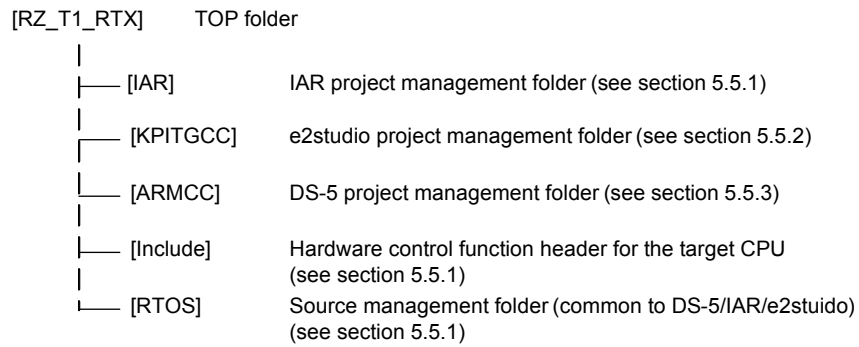 [RZ_T1_RTX] TOP folder
[IAR] IAR project management folder (see section 5.5.1)
[KPITGCC] e2studio project management folder (see section 5.5.2)
[ARMCC] DS-5 project management folder (see section 5.5.3)
[Include] Hardware control function header for the target CPU
(see section 5.5.1)
[RTOS] Source management folder (common to DS-5/IAR/e2stuido)
(see section 5.5.1)